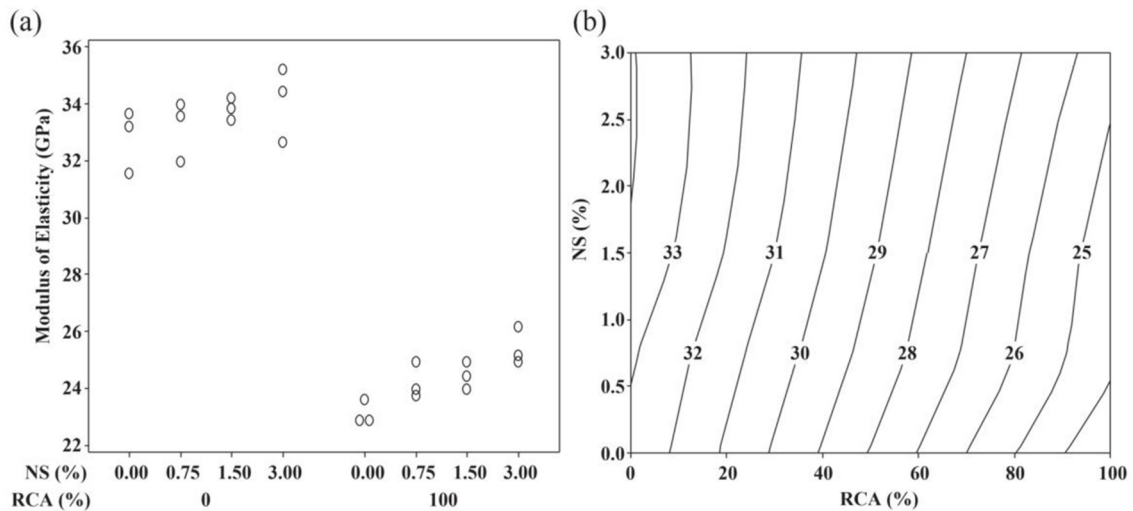 (a)
Modulus of Elasticity (GPa)
36
34
32
30
28
26
24
22
NS (%) 0.00 0.75 1.50 3.00 0.00 0.75 1.50 3.00
RCA (%) 0 100
(b)
NS (%)
3.0
2.5
2.0
1.5
1.0
0.5
0.0
33 31 29 27 25
32 30 28 26
0 20 40 60 80 100
RCA (%)